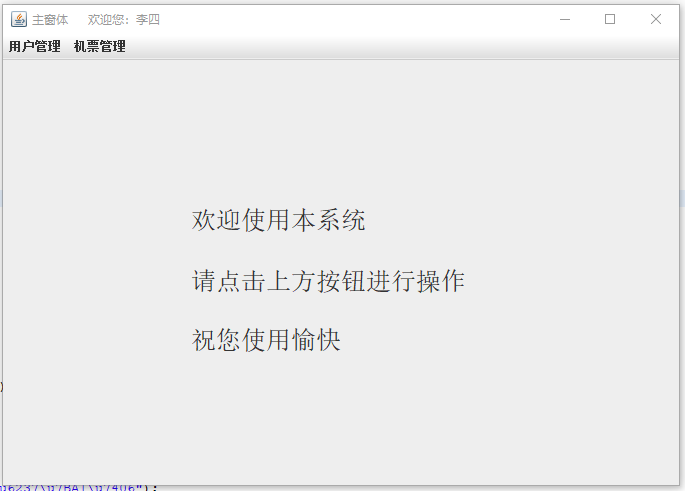 主窗体 欢迎您：李四
用户管理 机票管理
欢迎使用本系统
请点击上方按钮进行操作
祝您使用愉快
)